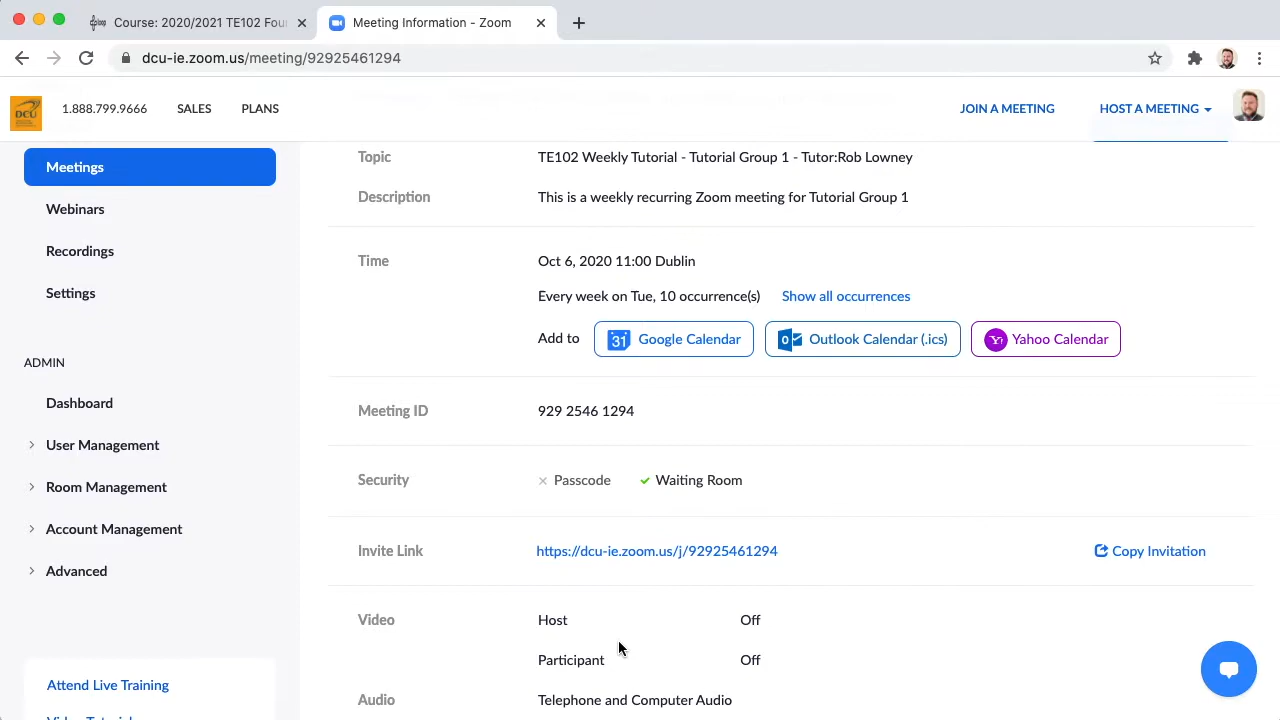 Course: 2020/2021 TE102 Fou
Meeting Information - Zoom
dcu-ie.zoom.us/meeting/92925461294
DCU
1.888.799.9666
SALES
PLANS
JOIN A MEETING
HOST A MEETING
Meetings
Webinars
Recordings
Settings
ADMIN
Dashboard
User Management
Room Management
Account Management
Advanced
Attend Live Training
Topic
TE102 Weekly Tutorial - Tutorial Group 1 - Tutor:Rob Lowney
Description
This is a weekly recurring Zoom meeting for Tutorial Group 1
Time
Oct 6, 2020 11:00 Dublin
Every week on Tue, 10 occurrence(s)
Show all occurrences
Add to
31
Google Calendar
Outlook Calendar (.ics)
Yahoo Calendar
Meeting ID
929 2546 1294
Security
Passcode
Waiting Room
Invite Link
https://dcu-ie.zoom.us/j/92925461294
Copy Invitation
Video
Host
Off
Participant
Off
Audio
Telephone and Computer Audio